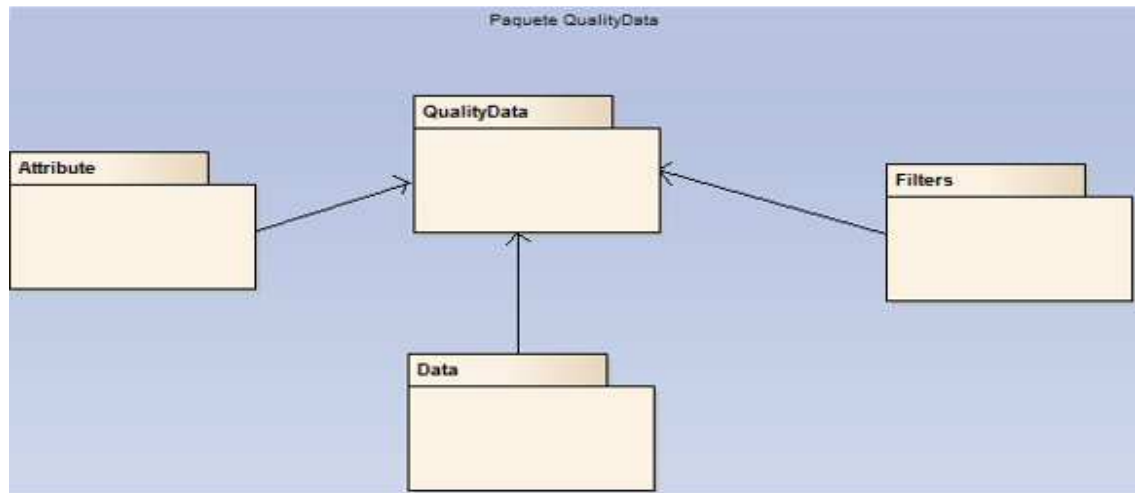 Paquete QualityData
QualityData
Attribute
Filters
Data